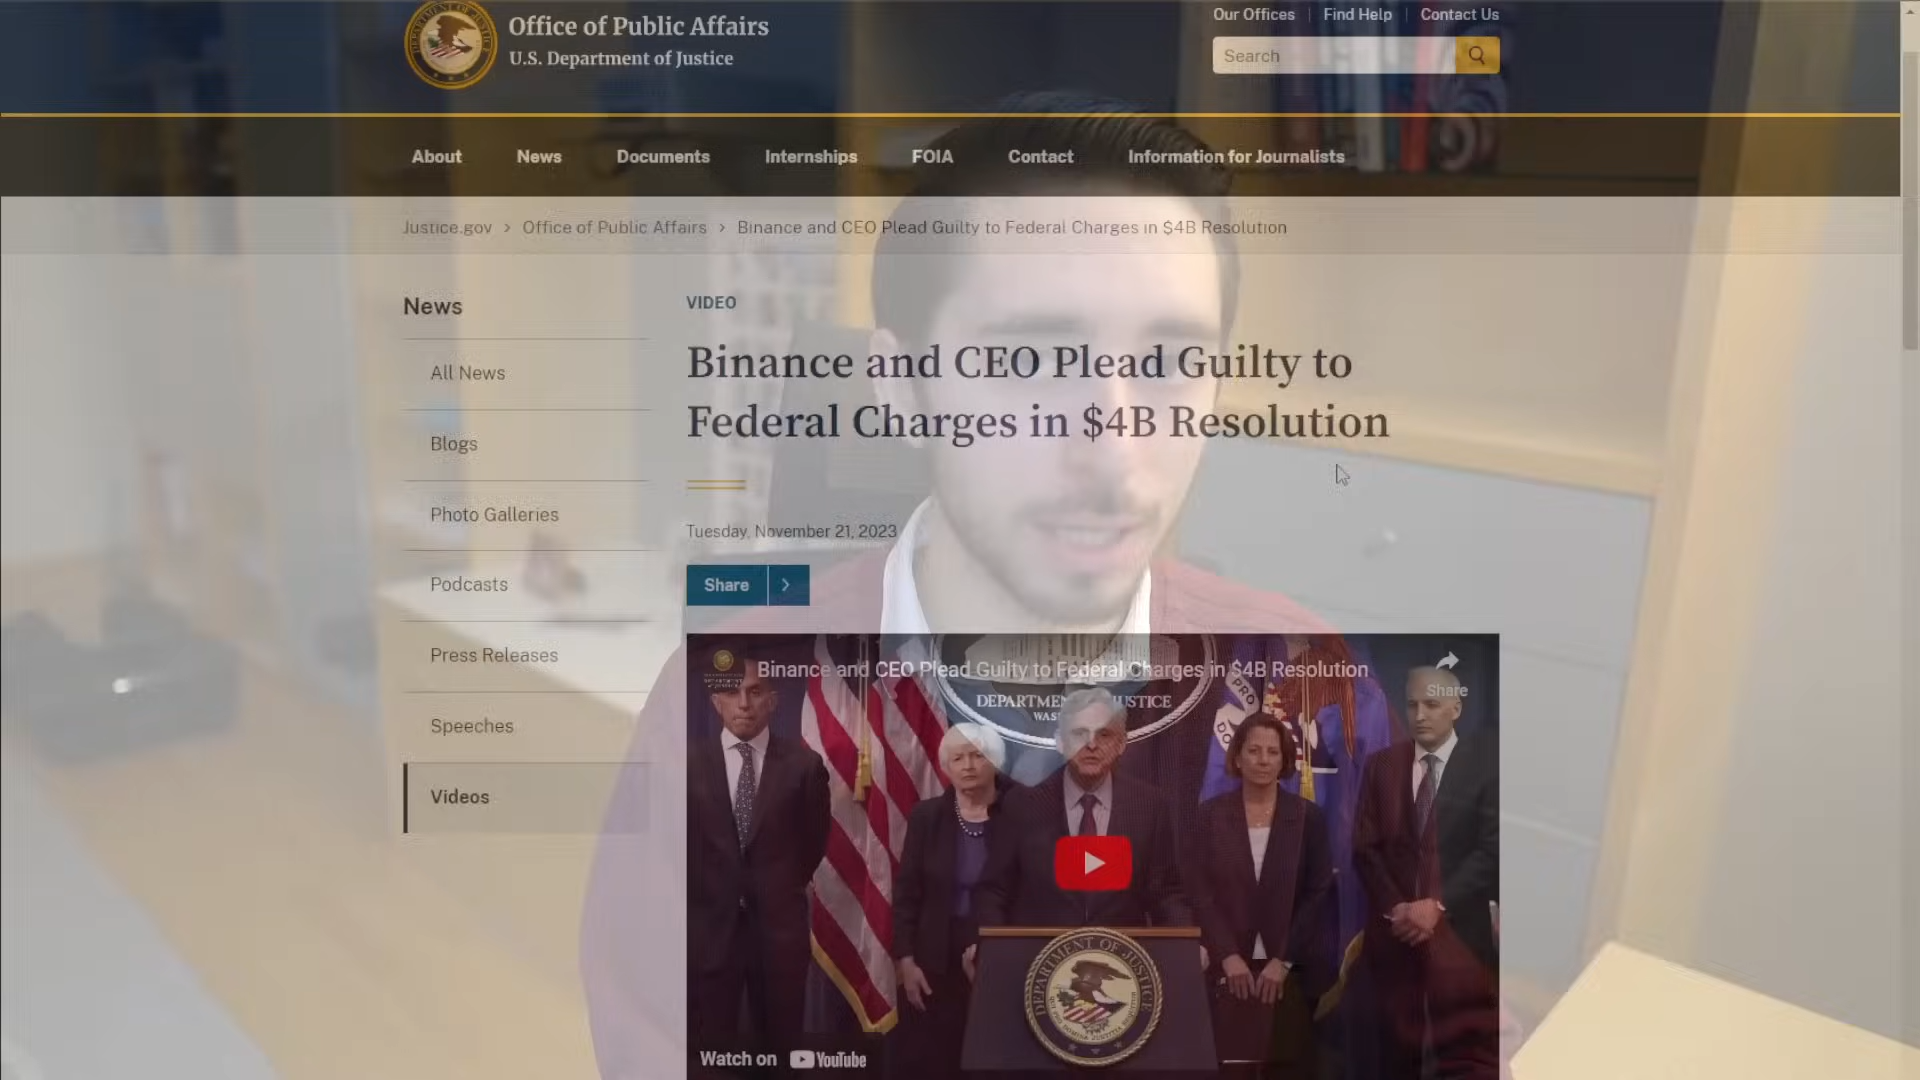 Office of Public Affairs
U.S. Department of Justice
Our Offices
Find Help
Contact Us
Search
About
News
Documents
Internships
FOIA
Contact
Information for Journalists
Justice.gov > Office of Public Affairs > Binance and CEO Plead Guilty to Federal Charges in $4B Resolution
News
All News
Blogs
Photo Galleries
Podcasts
Press Releases
Speeches
Videos
VIDEO
Binance and CEO Plead Guilty to
Federal Charges in $4B Resolution
Tuesday, November 21, 2023
Share
Binance and CEO Plead Guilty to Federal Charges in $4B Resolution
Share
DEPARTMENT OF JUSTICE
Watch on YouTube